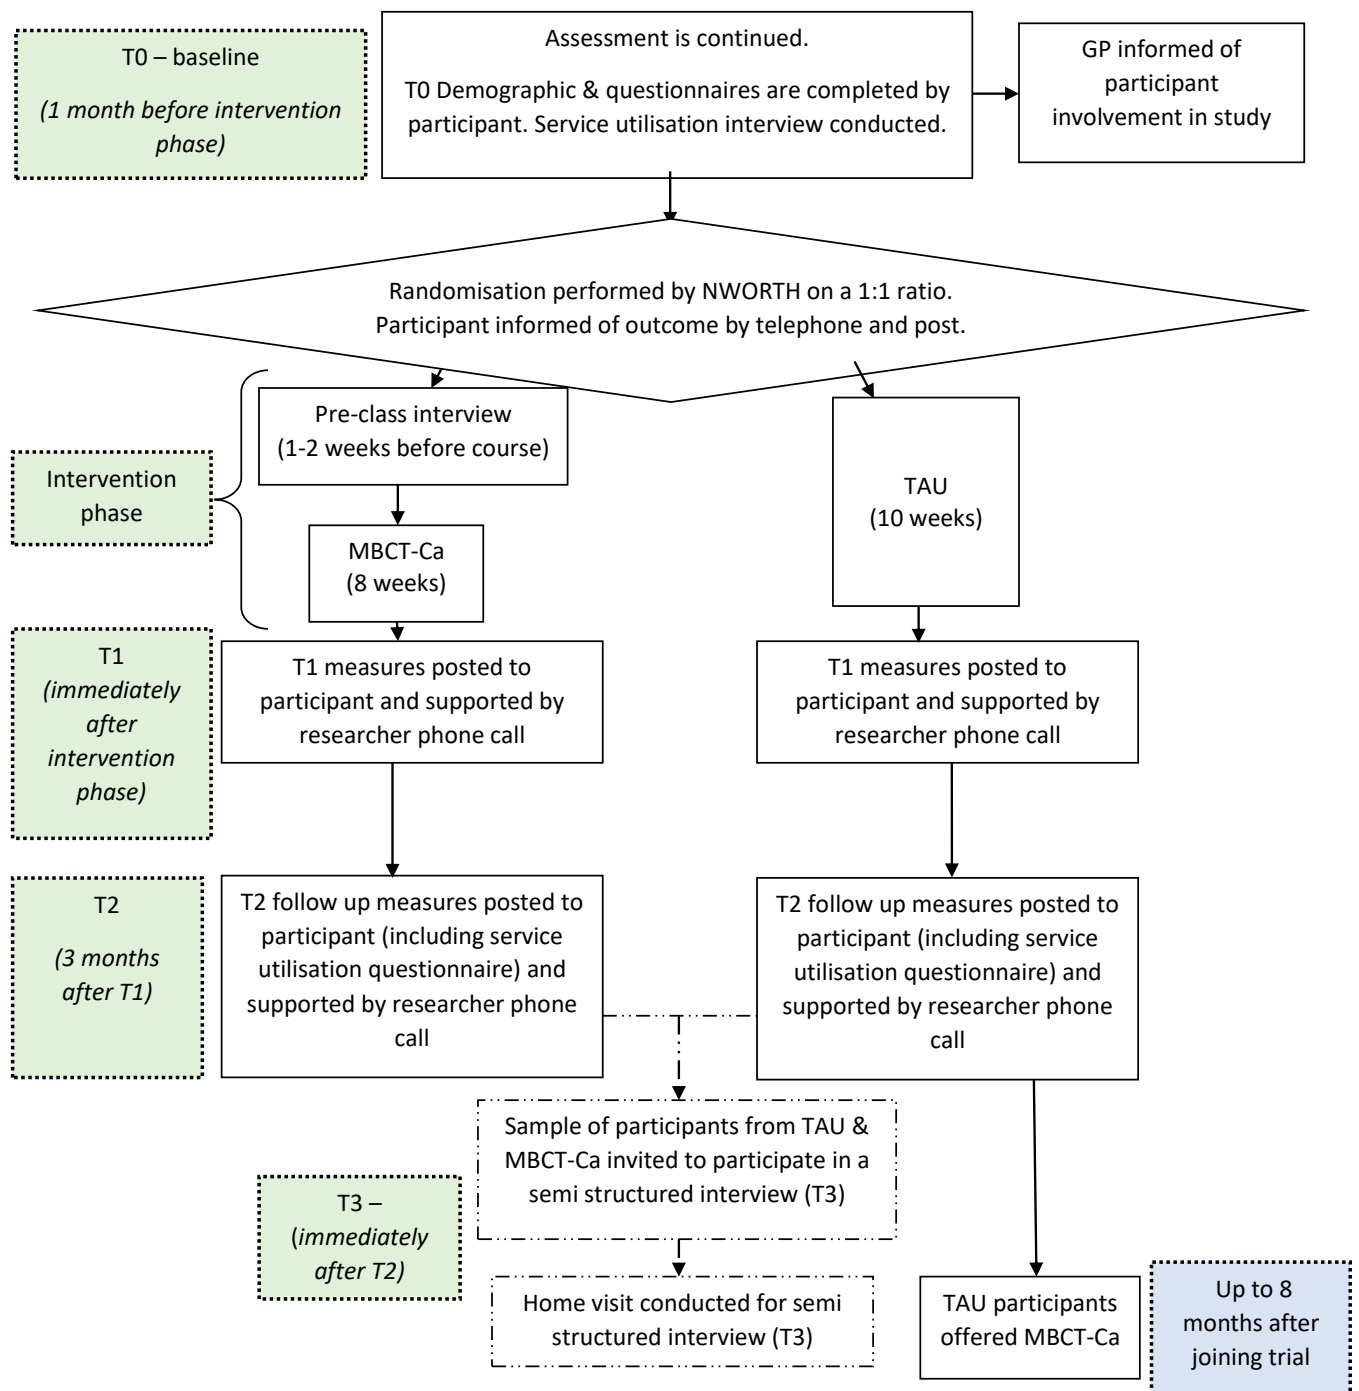 T0 – baseline
(1 month before intervention
phase)
Assessment is continued.
T0 Demographic & questionnaires are completed by
participant. Service utilisation interview conducted.
GP informed of
participant
involvement in study
Randomisation performed by NWORTH on a 1:1 ratio.
Participant informed of outcome by telephone and post.
Intervention
phase
Pre-class interview
(1-2 weeks before course)
MBCT-Ca
(8 weeks)
TAU
(10 weeks)
T1
(immediately
after
intervention
phase)
T1 measures posted to
participant and supported by
researcher phone call
T1 measures posted to
participant and supported by
researcher phone call
T2
(3 months
after T1)
T2 follow up measures posted to
participant (including service
utilisation questionnaire) and
supported by researcher phone
call
T2 follow up measures posted to
participant (including service
utilisation questionnaire) and
supported by researcher phone
call
T3 –
(immediately
after T2)
Sample of participants from TAU &
MBCT-Ca invited to participate in a
semi structured interview (T3)
Home visit conducted for semi
structured interview (T3)
TAU participants
offered MBCT-Ca
Up to 8
months after
joining trial